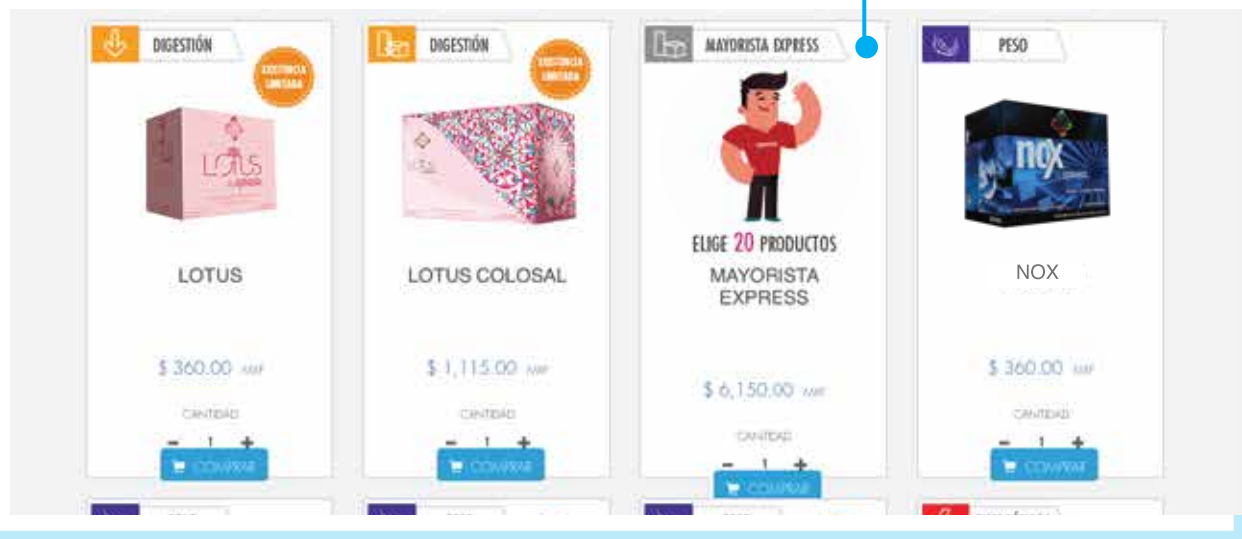 DIGESTIÓN
EXISTENCIA
LIMITADA
LOTUS
LOTUS
$ 360.00
CANTIDAD
- 1 +
COMPRAR
DIGESTIÓN
EXISTENCIA
LIMITADA
LOTUS COLOSAL
$ 1,115.00
CANTIDAD
- 1 +
COMPRAR
MAYORISTA EXPRESS
ELIGE 20 PRODUCTOS
MAYORISTA
EXPRESS
$ 6,150.00
CANTIDAD
- 1 +
COMPRAR
PESO
nox
NOX
$ 360.00
CANTIDAD
- 1 +
COMPRAR